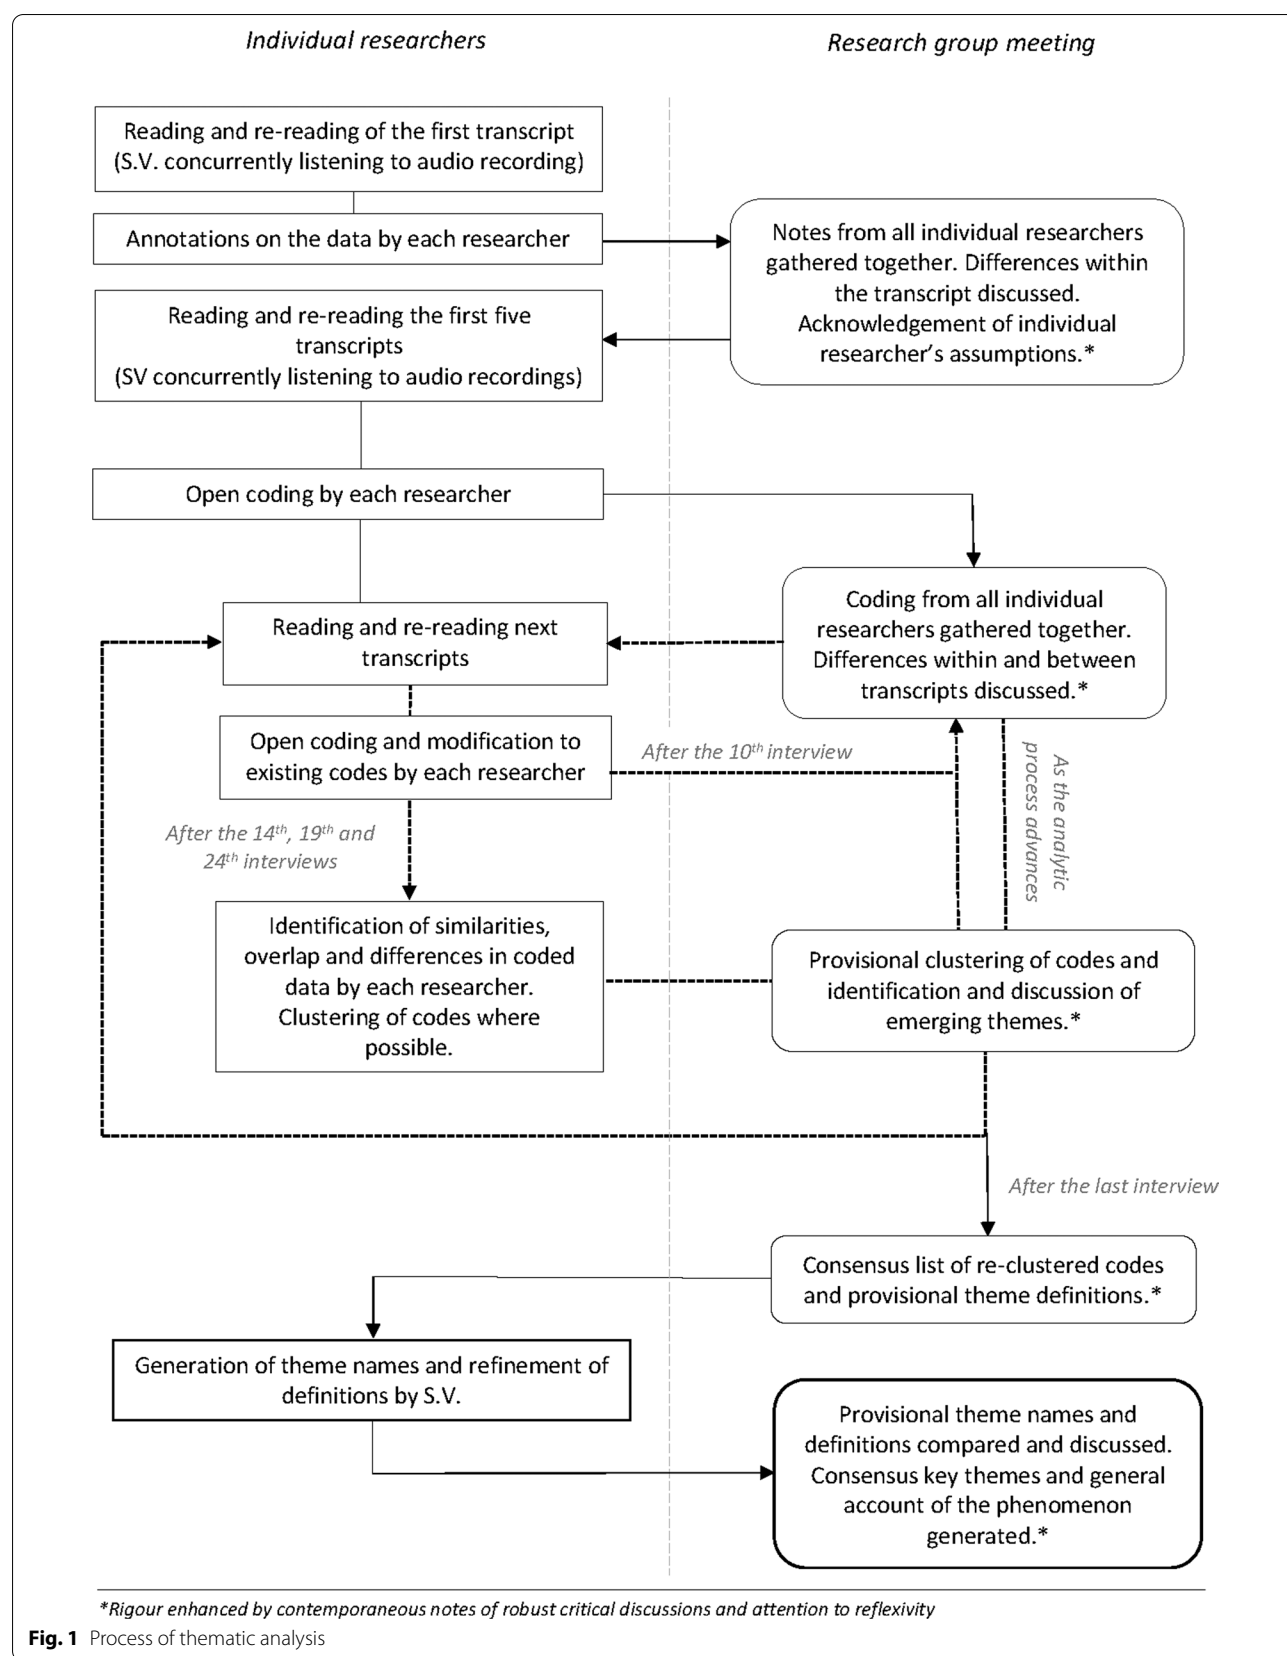 Individual researchers
Research group meeting
Reading and re-reading of the first transcript
(S.V. concurrently listening to audio recording)
Annotations on the data by each researcher
Notes from all individual researchers
gathered together. Differences within
the transcript discussed.
Acknowledgement of individual
researcher's assumptions.*
Reading and re-reading the first five
transcripts
(SV concurrently listening to audio recordings)
Open coding by each researcher
Coding from all individual
researchers gathered together.
Differences within and between
transcripts discussed.*
Reading and re-reading next
transcripts
Open coding and modification to
existing codes by each researcher
After the 10th interview
As the analytic
process advances
After the 14th, 19th and
24th interviews
Identification of similarities,
overlap and differences in coded
data by each researcher.
Clustering of codes where
possible.
Provisional clustering of codes and
identification and discussion of
emerging themes.*
After the last interview
Consensus list of re-clustered codes
and provisional theme definitions.*
Generation of theme names and refinement of
definitions by S.V.
Provisional theme names and
definitions compared and discussed.
Consensus key themes and general
account of the phenomenon
generated.*
*Rigour enhanced by contemporaneous notes of robust critical discussions and attention to reflexivity
Fig. 1 Process of thematic analysis